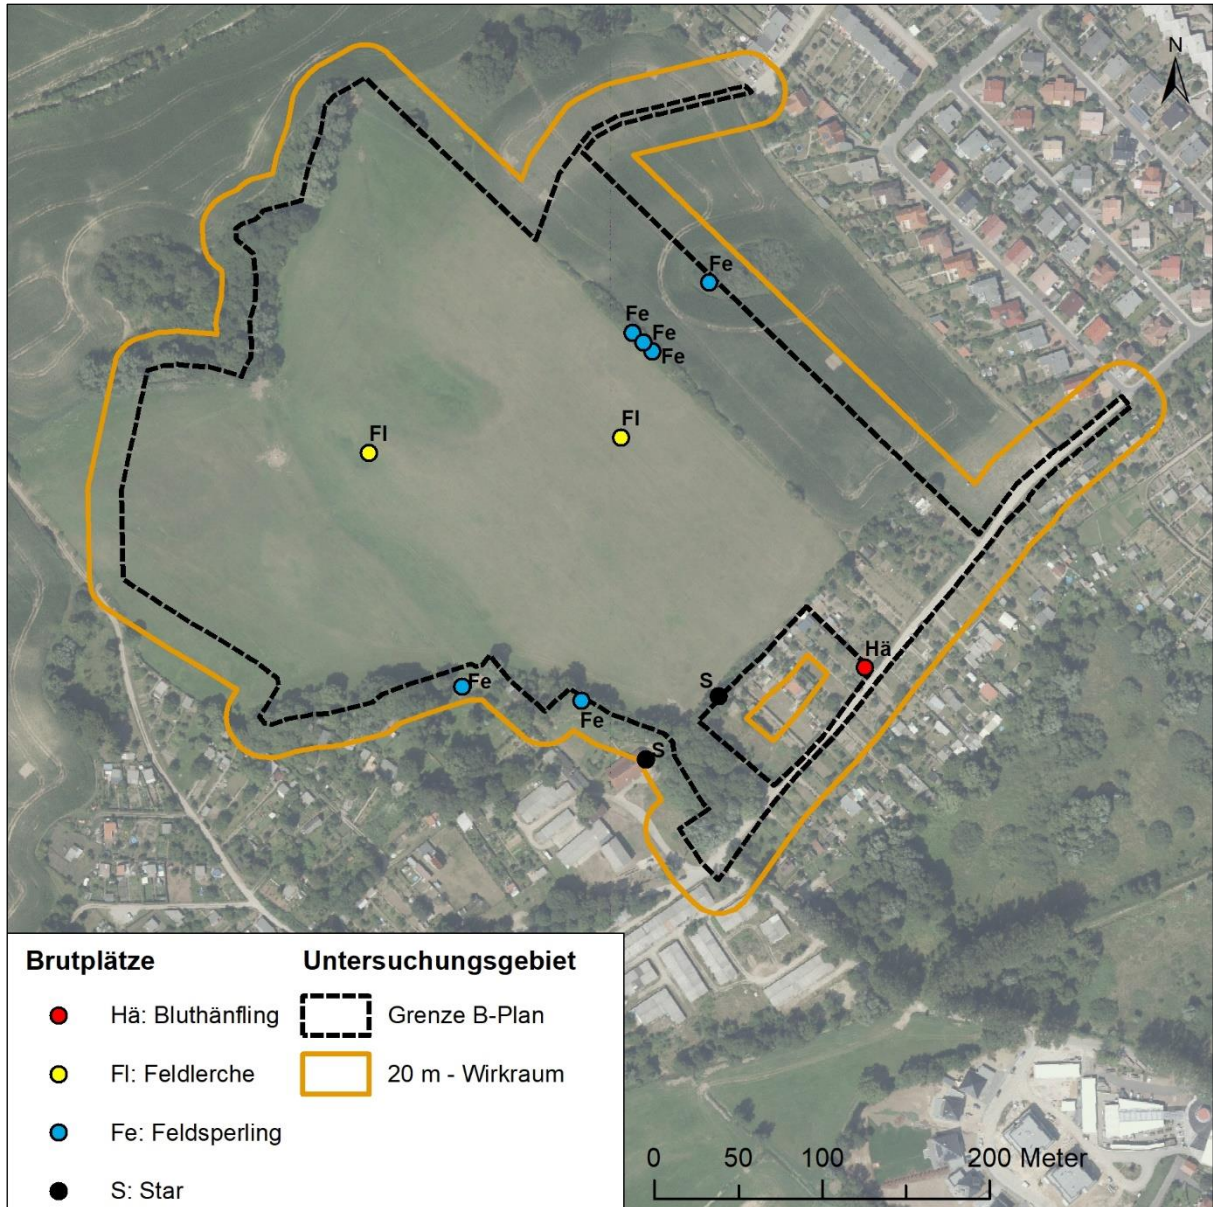 N
Fe
Fe
Fe
Fe
Fl
Fl
Hä
S
Fe
Fe
S
Brutplätze
Untersuchungsgebiet
Hä: Bluthänfling
Grenze B-Plan
Fl: Feldlerche
20 m - Wirkraum
Fe: Feldsperling
S: Star
0 50 100 200 Meter